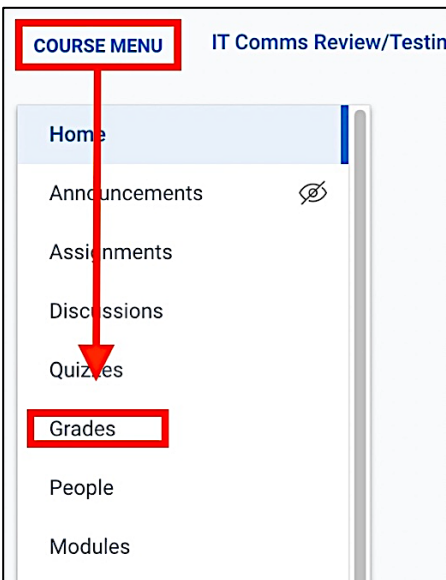 COURSE MENU IT Comms Review/Testin
Home
Announcements
Assignments
Discussions
Quizzes
Grades
People
Modules